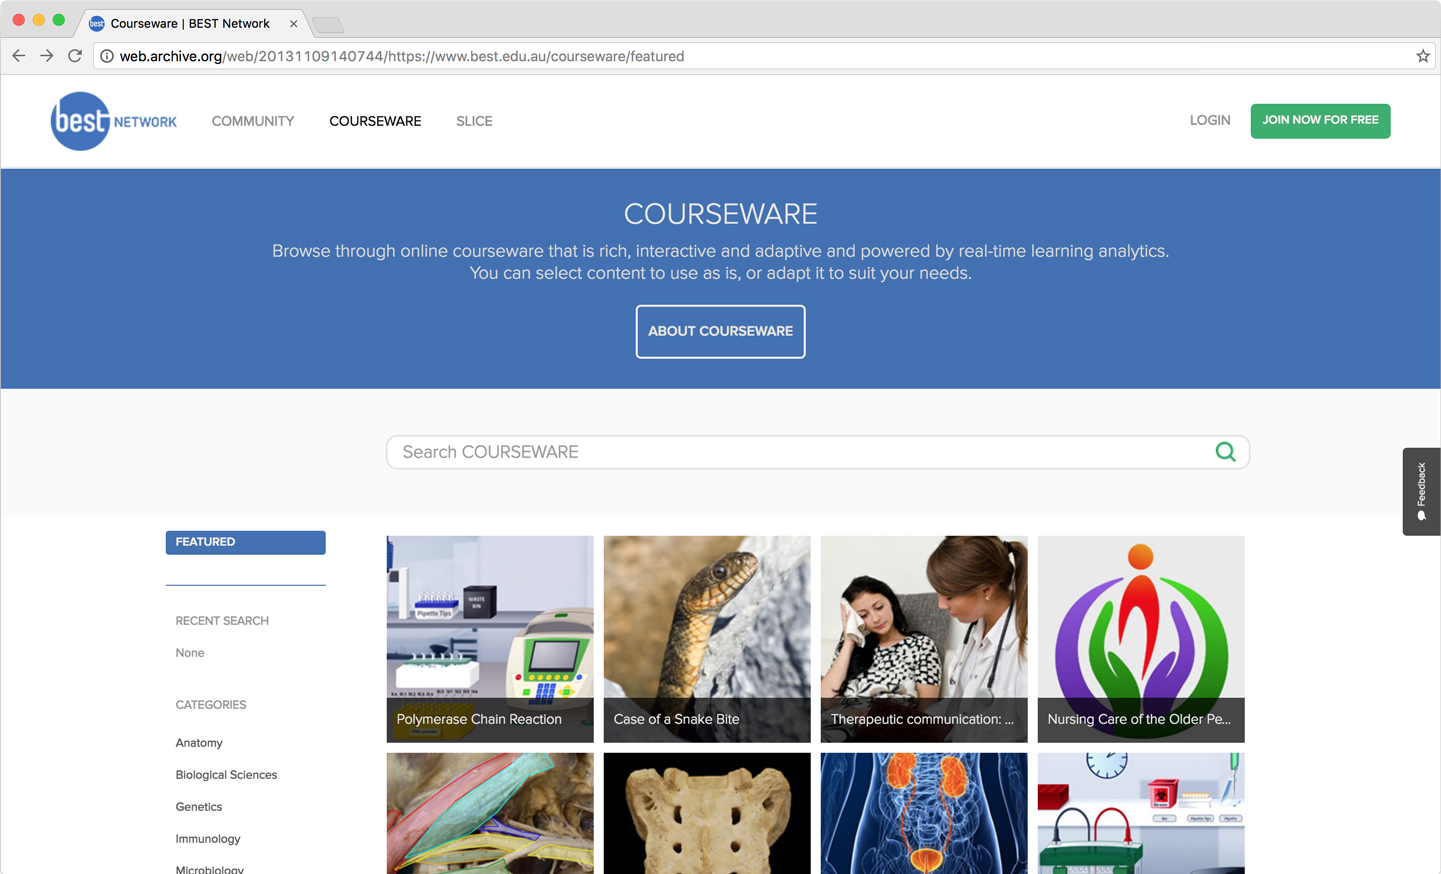 Courseware | BEST Network
web.archive.org/web/20131109140744/https://www.best.edu.au/courseware/featured
best NETWORK
COMMUNITY
COURSEWARE
SLICE
LOGIN
JOIN NOW FOR FREE
COURSEWARE
Browse through online courseware that is rich, interactive and adaptive and powered by real-time learning analytics.
You can select content to use as is, or adapt it to suit your needs.
ABOUT COURSEWARE
Search COURSEWARE
Feedback
FEATURED
RECENT SEARCH
None
CATEGORIES
Anatomy
Biological Sciences
Genetics
Immunology
Microbiology
WASTE
BIN
Pipette Tips
Polymerase Chain Reaction
Case of a Snake Bite
Therapeutic communication: ...
Nursing Care of the Older Pe...
Pipette Tips